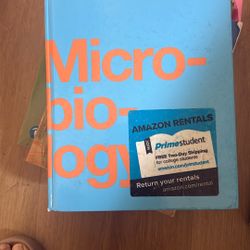 Micro-
bio-
ogy
AMAZON RENTALS
Prime student
FREE Two-Day Shipping
for college students
amazon.com/primestudent
Return your rentals
amazon.com/rental